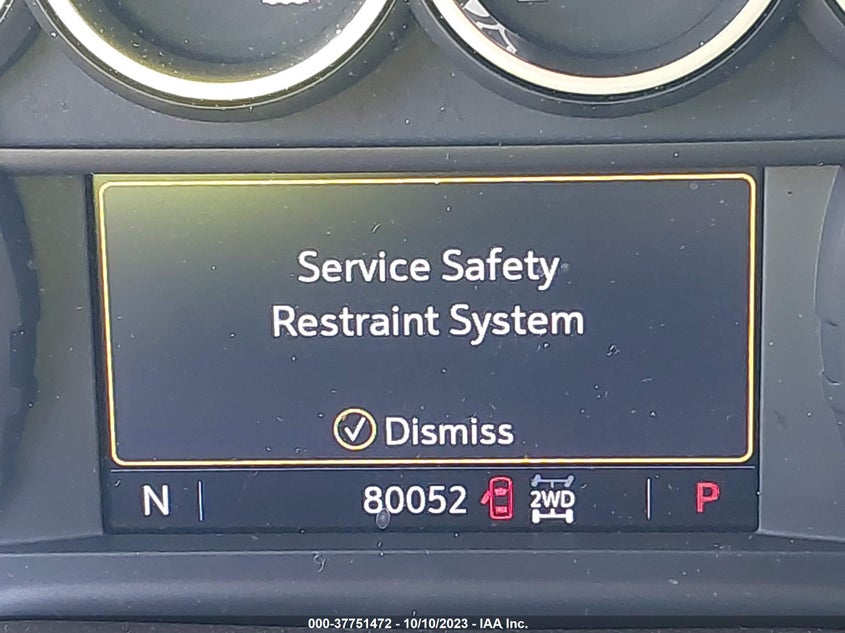 Service Safety
Restraint System
Dismiss
N 80052 2WD P
000-37751472 - 10/10/2023 - IAA Inc.